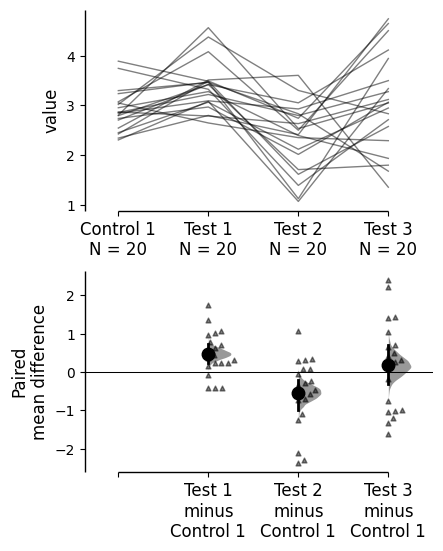 4
3
2
1
value
Control 1 Test 1 Test 2 Test 3
N = 20 N = 20 N = 20 N = 20
2
1
0
−1
−2
Paired
mean difference
Test 1 Test 2 Test 3
minus minus minus
Control 1 Control 1 Control 1